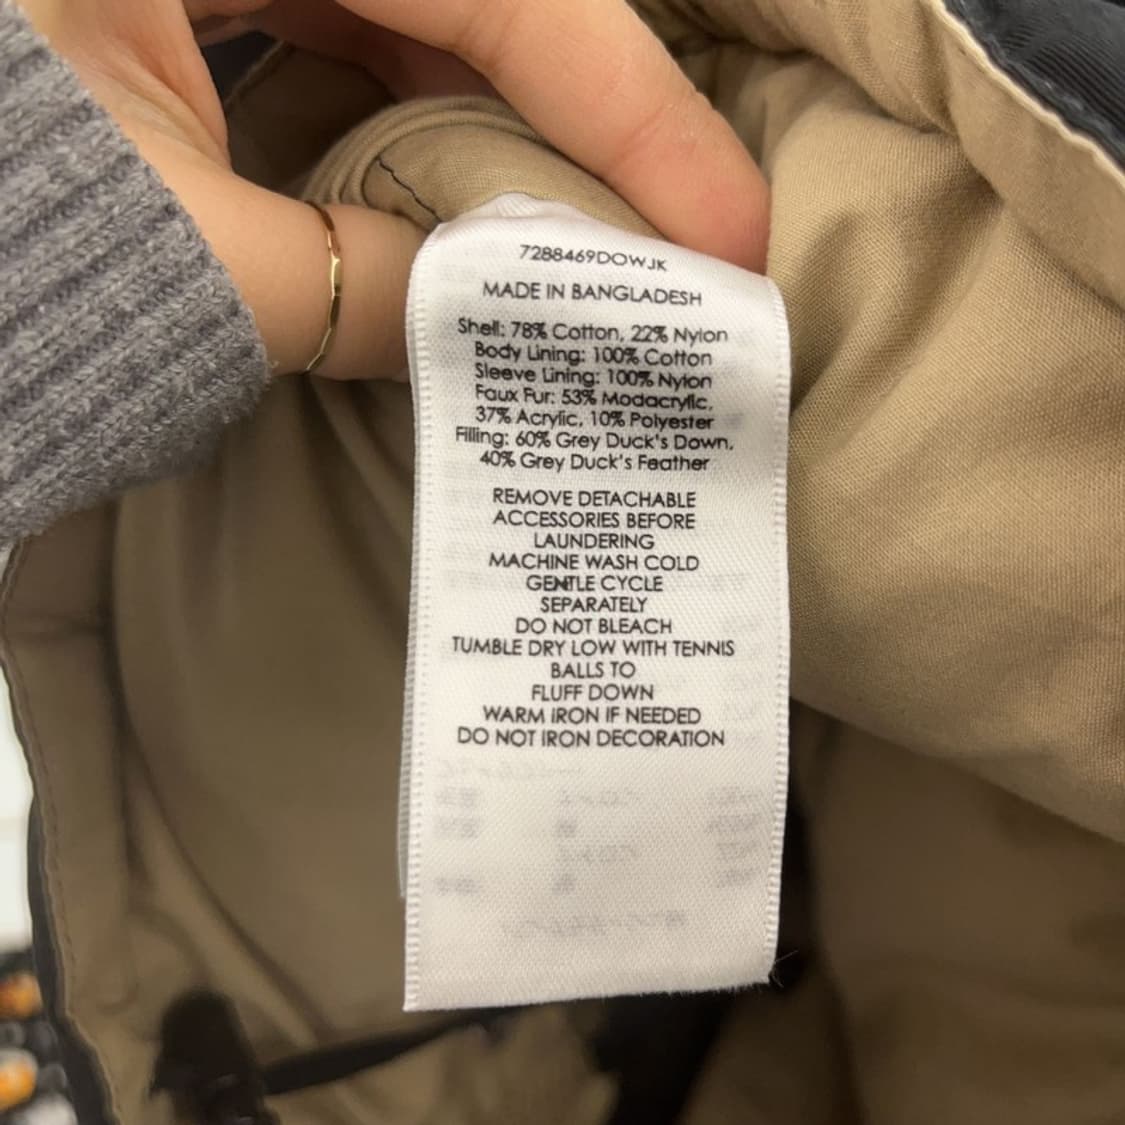 7288469DOWJK
MADE IN BANGLADESH
Shell: 78% Cotton, 22% Nylon
Body Lining: 100% Cotton
Sleeve Lining: 100% Nylon
Faux Fur: 53% Modacrylic,
37% Acrylic, 10% Polyester
Filling: 60% Grey Duck's Down,
40% Grey Duck's Feather
REMOVE DETACHABLE
ACCESSORIES BEFORE
LAUNDERING
MACHINE WASH COLD
GENTLE CYCLE
SEPARATELY
DO NOT BLEACH
TUMBLE DRY LOW WITH TENNIS
BALLS TO
FLUFF DOWN
WARM IRON IF NEEDED
DO NOT IRON DECORATION